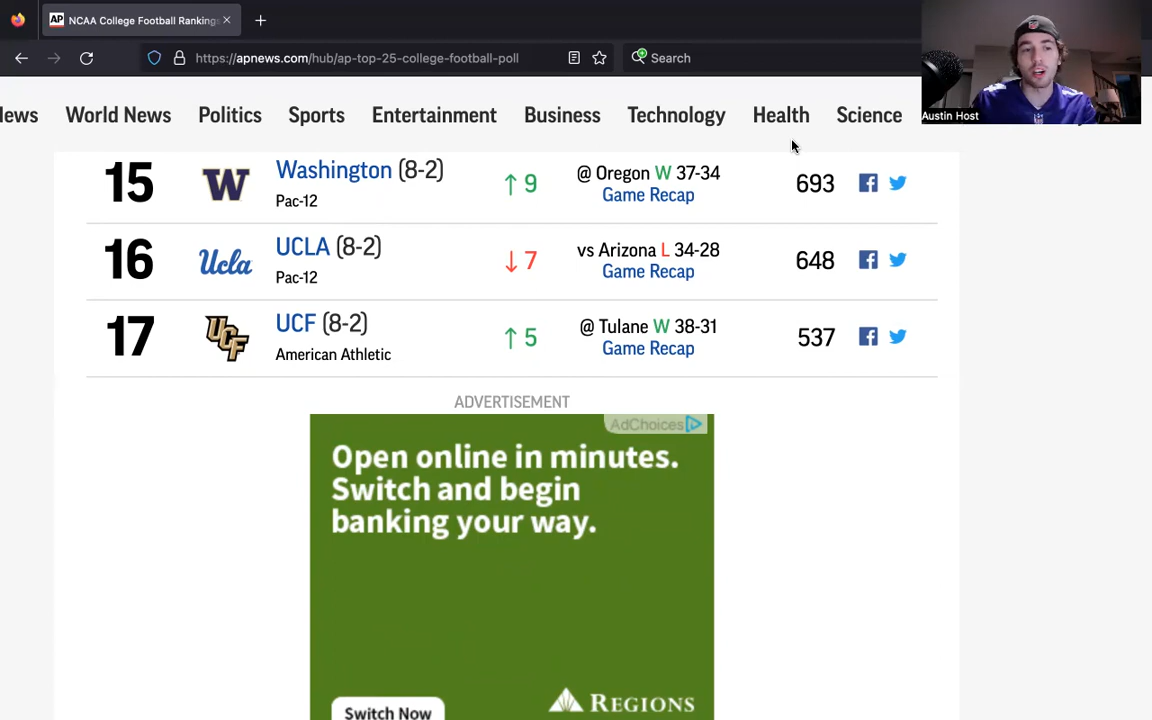 AP NCAA College Football Rankings
https://apnews.com/hub/ap-top-25-college-football-poll
Search
World News Politics Sports Entertainment Business Technology Health Science
Austin Host
15 W Washington (8-2) ↑ 9 @ Oregon W 37-34 693
Pac-12 Game Recap
16 Ucla UCLA (8-2) ↓ 7 vs Arizona L 34-28 648
Pac-12 Game Recap
17 UCF UCF (8-2) ↑ 5 @ Tulane W 38-31 537
American Athletic Game Recap
ADVERTISEMENT
AdChoices
Open online in minutes.
Switch and begin
banking your way.
Switch Now
REGIONS